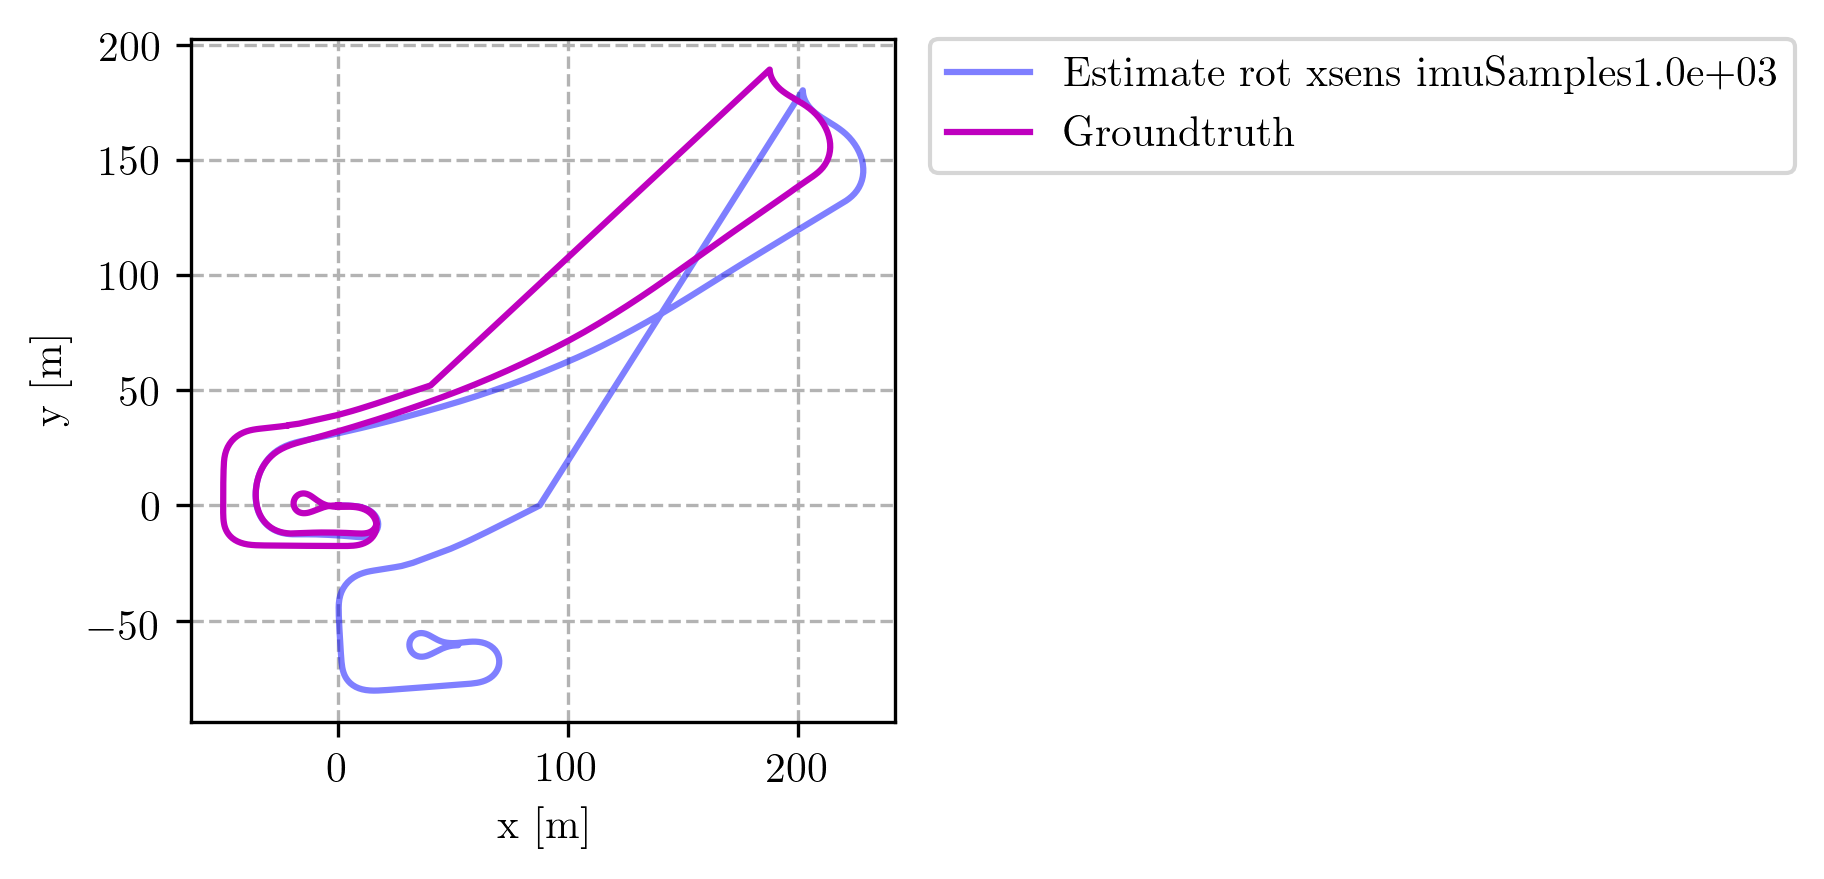 200
150
100
50
0
−50
y [m]
0 100 200
x [m]
Estimate rot xsens imuSamples1.0e+03
Groundtruth